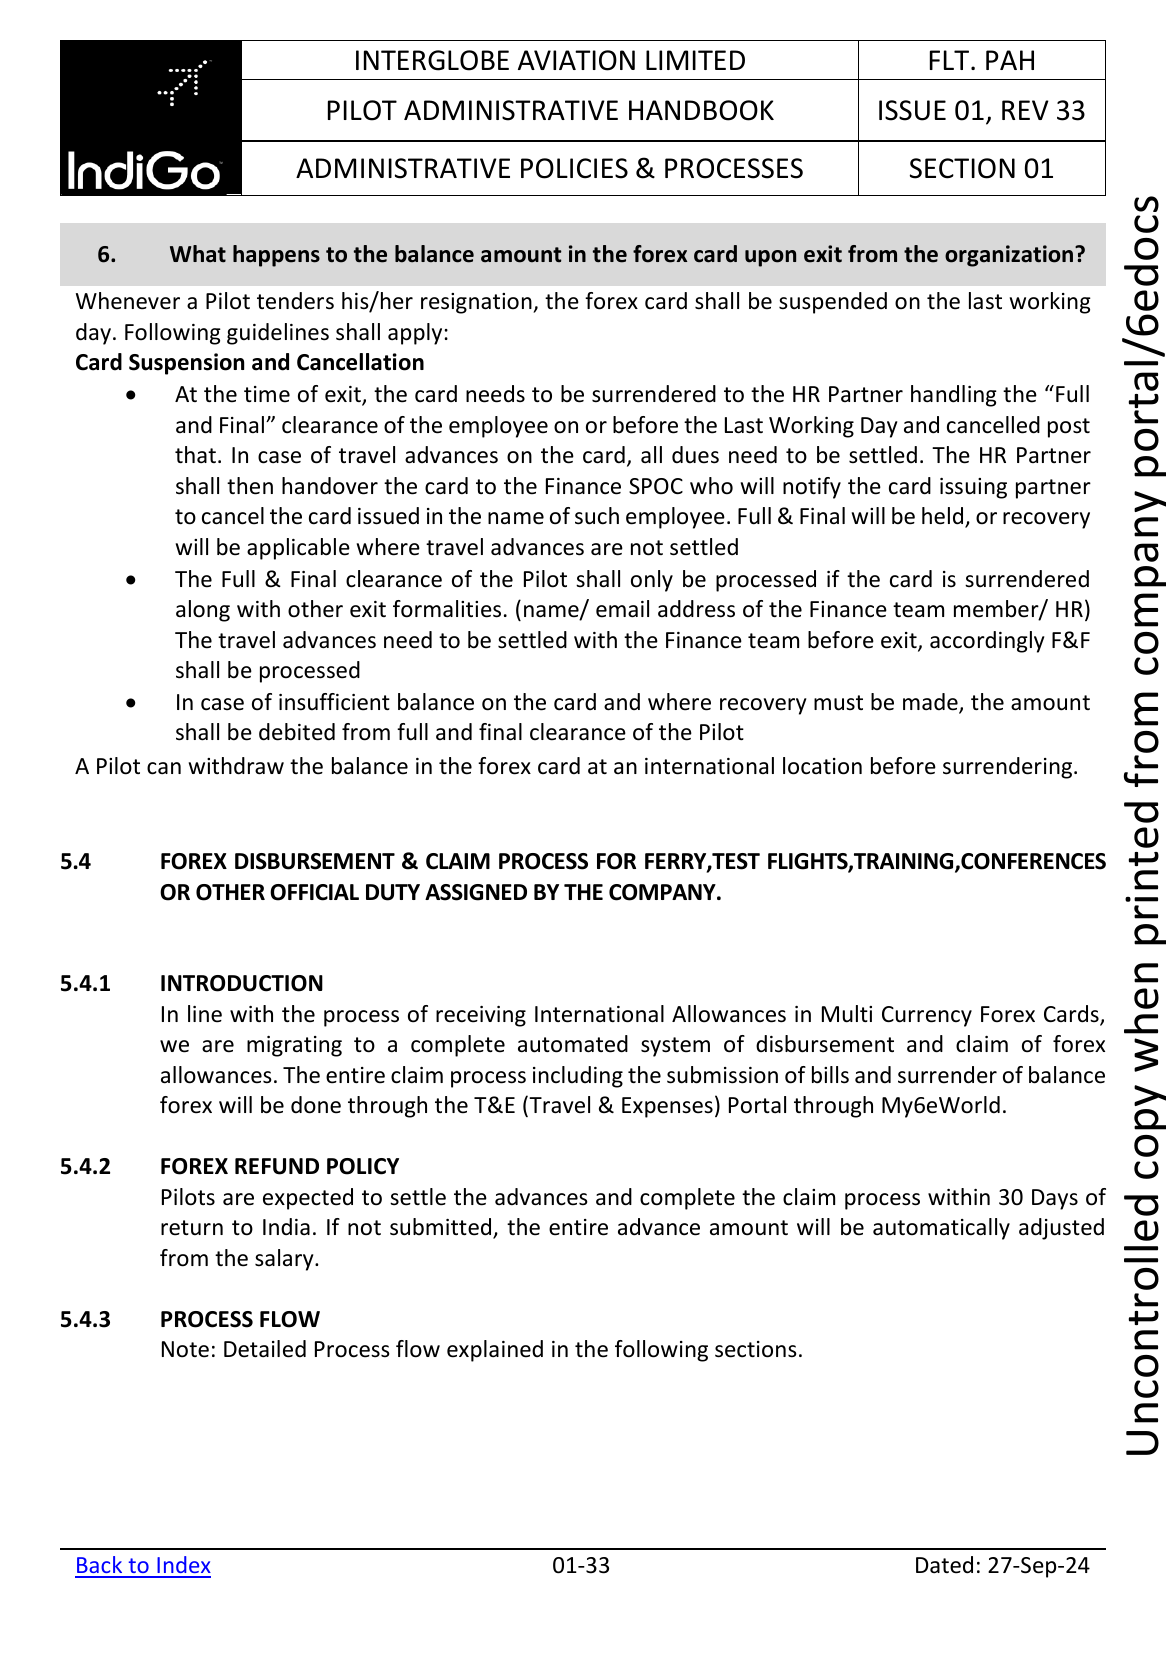 INTERGLOBE AVIATION LIMITED
FLT. PAH
PILOT ADMINISTRATIVE HANDBOOK
ISSUE 01, REV 33
IndiGo
ADMINISTRATIVE POLICIES & PROCESSES
SECTION 01
6. What happens to the balance amount in the forex card upon exit from the organization?
Whenever a Pilot tenders his/her resignation, the forex card shall be suspended on the last working
day. Following guidelines shall apply:
Card Suspension and Cancellation
• At the time of exit, the card needs to be surrendered to the HR Partner handling the “Full
and Final” clearance of the employee on or before the Last Working Day and cancelled post
that. In case of travel advances on the card, all dues need to be settled. The HR Partner
shall then handover the card to the Finance SPOC who will notify the card issuing partner
to cancel the card issued in the name of such employee. Full & Final will be held, or recovery
will be applicable where travel advances are not settled
• The Full & Final clearance of the Pilot shall only be processed if the card is surrendered
along with other exit formalities. (name/ email address of the Finance team member/ HR)
The travel advances need to be settled with the Finance team before exit, accordingly F&F
shall be processed
• In case of insufficient balance on the card and where recovery must be made, the amount
shall be debited from full and final clearance of the Pilot
A Pilot can withdraw the balance in the forex card at an international location before surrendering.
5.4 FOREX DISBURSEMENT & CLAIM PROCESS FOR FERRY,TEST FLIGHTS,TRAINING,CONFERENCES
OR OTHER OFFICIAL DUTY ASSIGNED BY THE COMPANY.
5.4.1 INTRODUCTION
In line with the process of receiving International Allowances in Multi Currency Forex Cards,
we are migrating to a complete automated system of disbursement and claim of forex
allowances. The entire claim process including the submission of bills and surrender of balance
forex will be done through the T&E (Travel & Expenses) Portal through My6eWorld.
5.4.2 FOREX REFUND POLICY
Pilots are expected to settle the advances and complete the claim process within 30 Days of
return to India. If not submitted, the entire advance amount will be automatically adjusted
from the salary.
5.4.3 PROCESS FLOW
Note: Detailed Process flow explained in the following sections.
Back to Index
01-33
Dated: 27-Sep-24
Uncontrolled copy when printed from company portal/6edocs